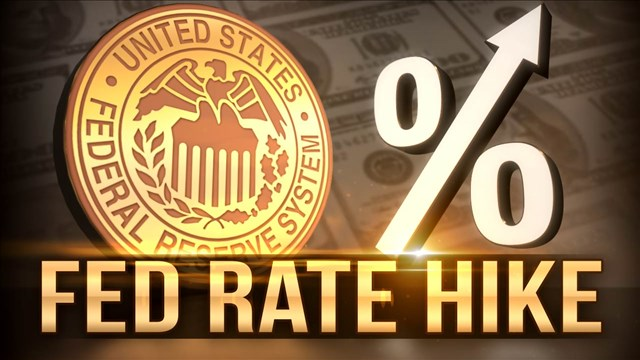 UNITED STATES
FEDERAL RESERVE SYSTEM
%
FED RATE HIKE